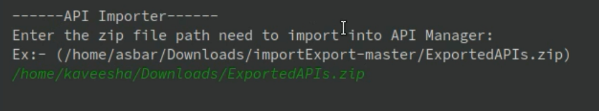 ------API Importer------
Enter the zip file path need to import into API Manager:
Ex:- (/home/asbar/Downloads/importExport-master/ExportedAPIs.zip)
/home/kaveesha/Downloads/ExportedAPIs.zip